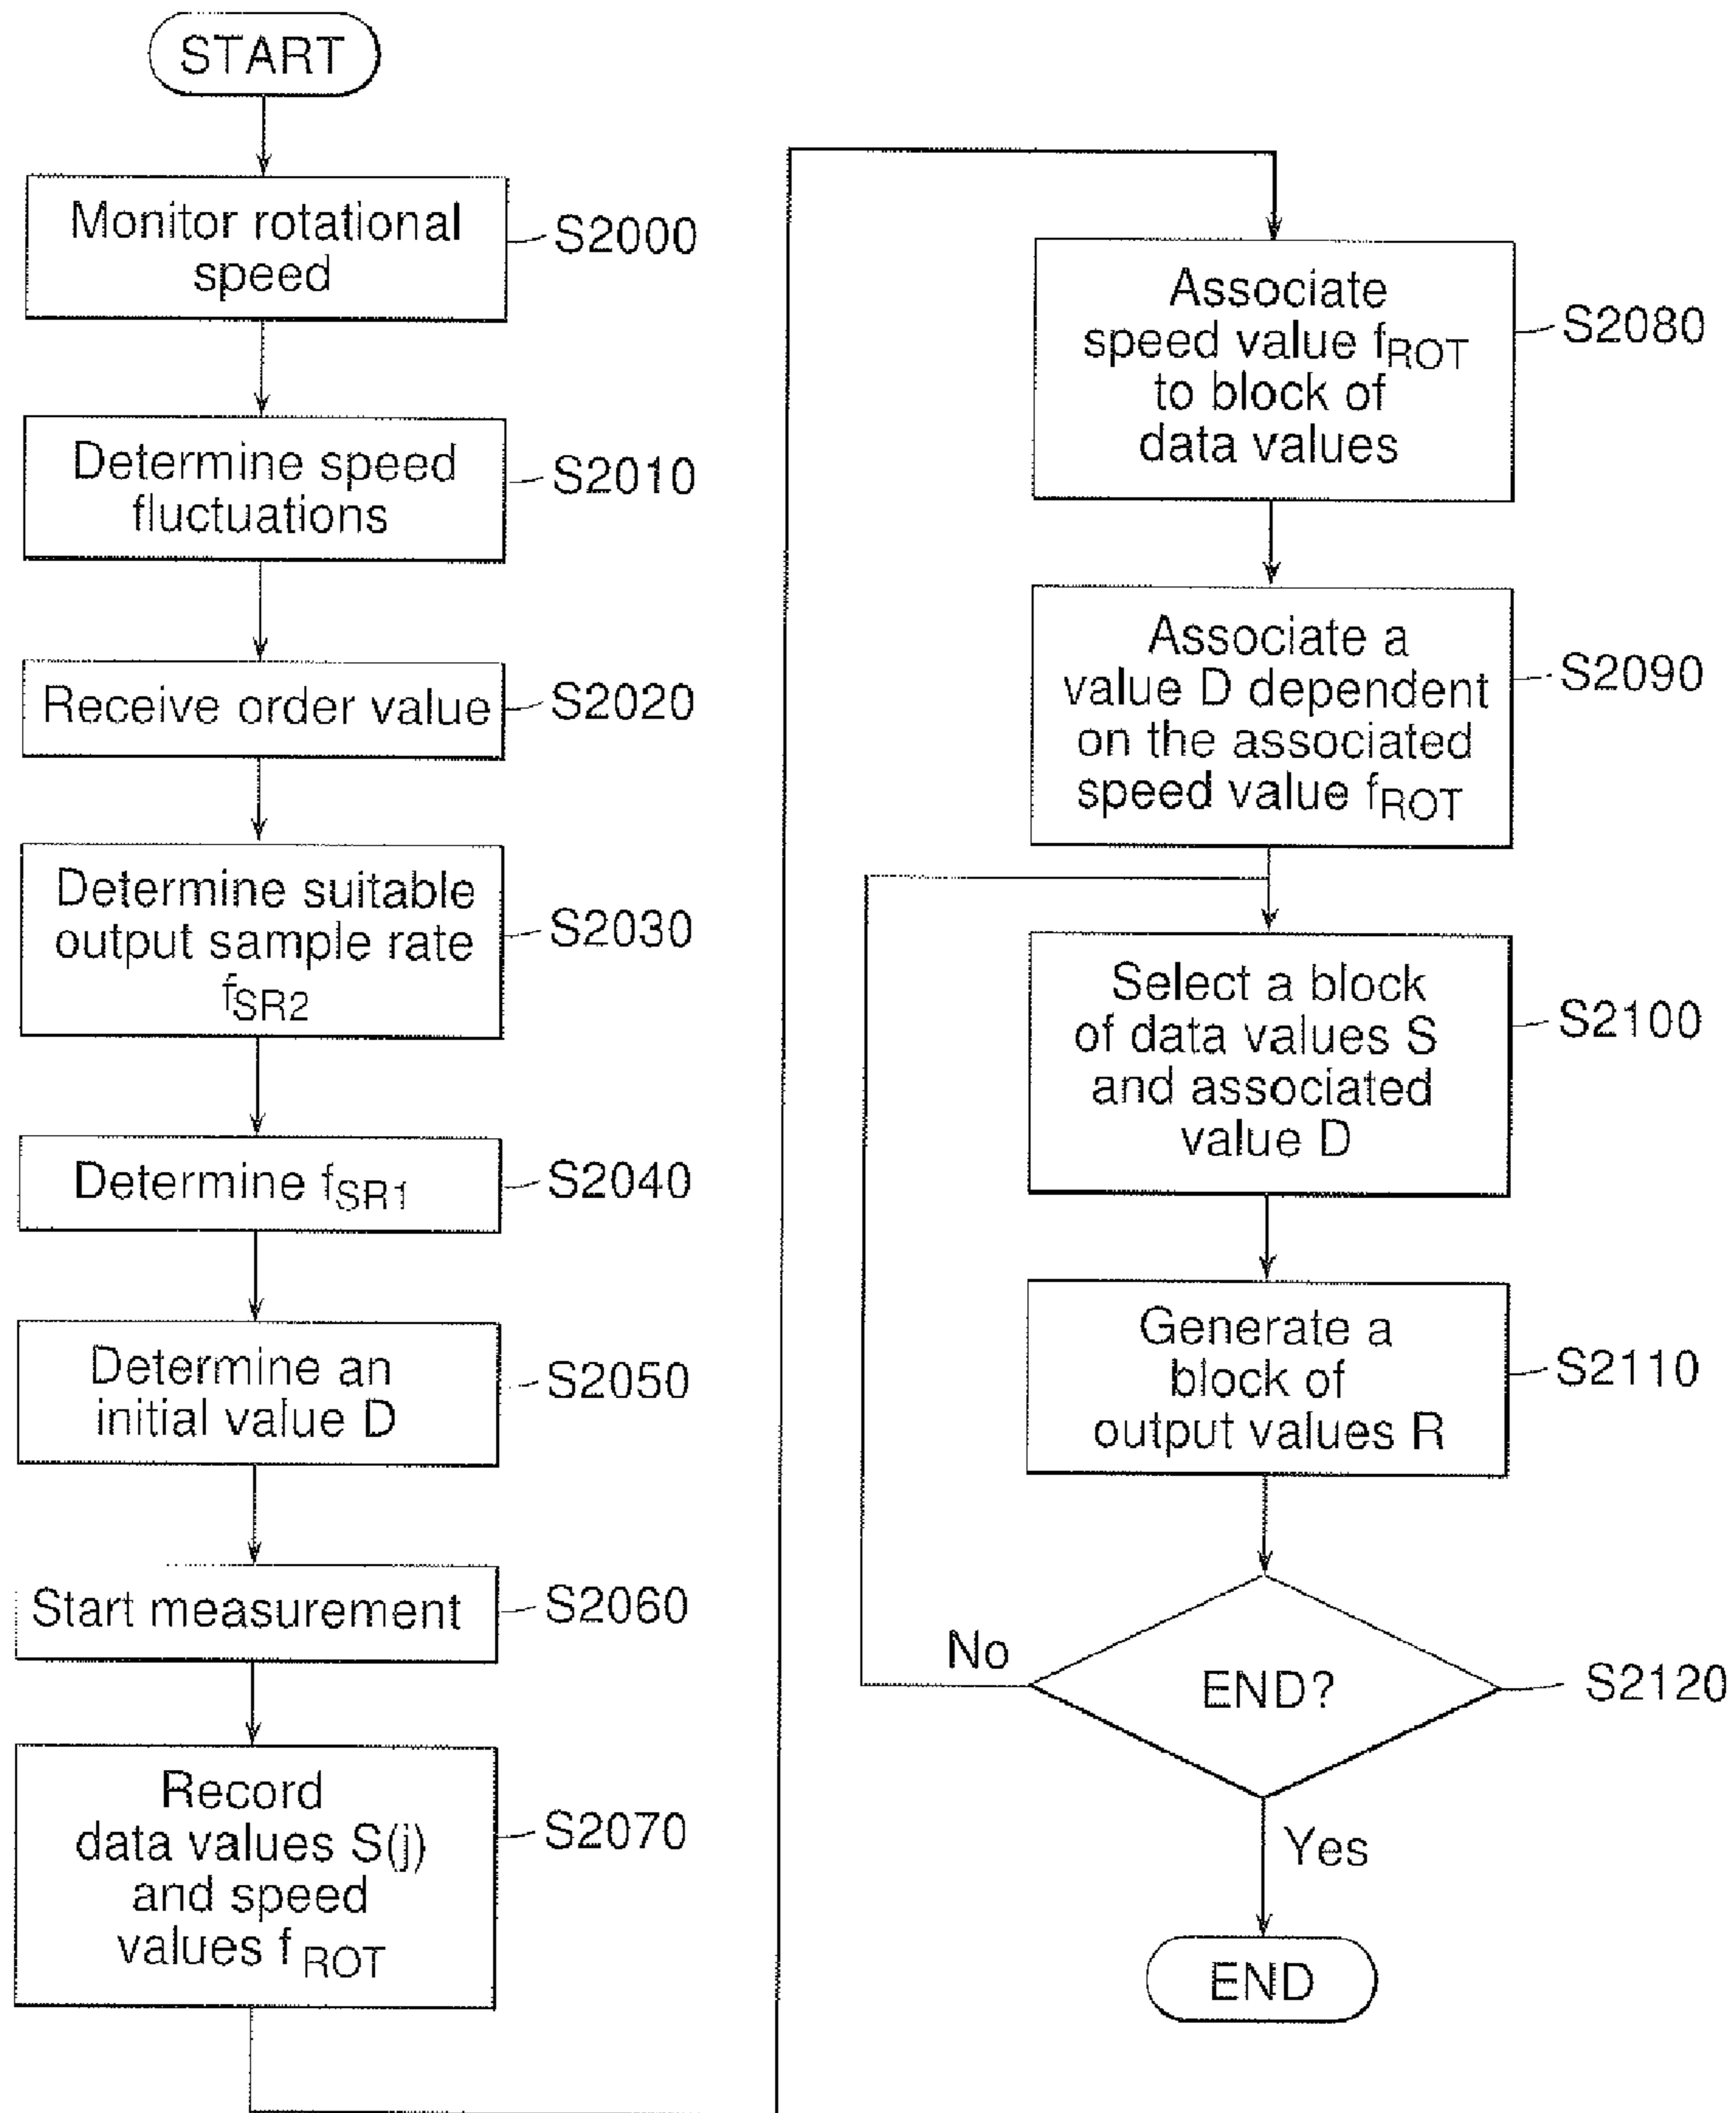 START
Monitor rotational
speed
S2000
Determine speed
fluctuations
S2010
Receive order value
S2020
Determine suitable
output sample rate
fSR2
S2030
Determine fSR1
S2040
Determine an
initial value D
S2050
Start measurement
S2060
Record
data values S(j)
and speed
values f ROT
S2070
Associate
speed value fROT
to block of
data values
S2080
Associate a
value D dependent
on the associated
speed value fROT
S2090
Select a block
of data values S
and associated
value D
S2100
Generate a
block of
output values R
S2110
No
END?
S2120
Yes
END